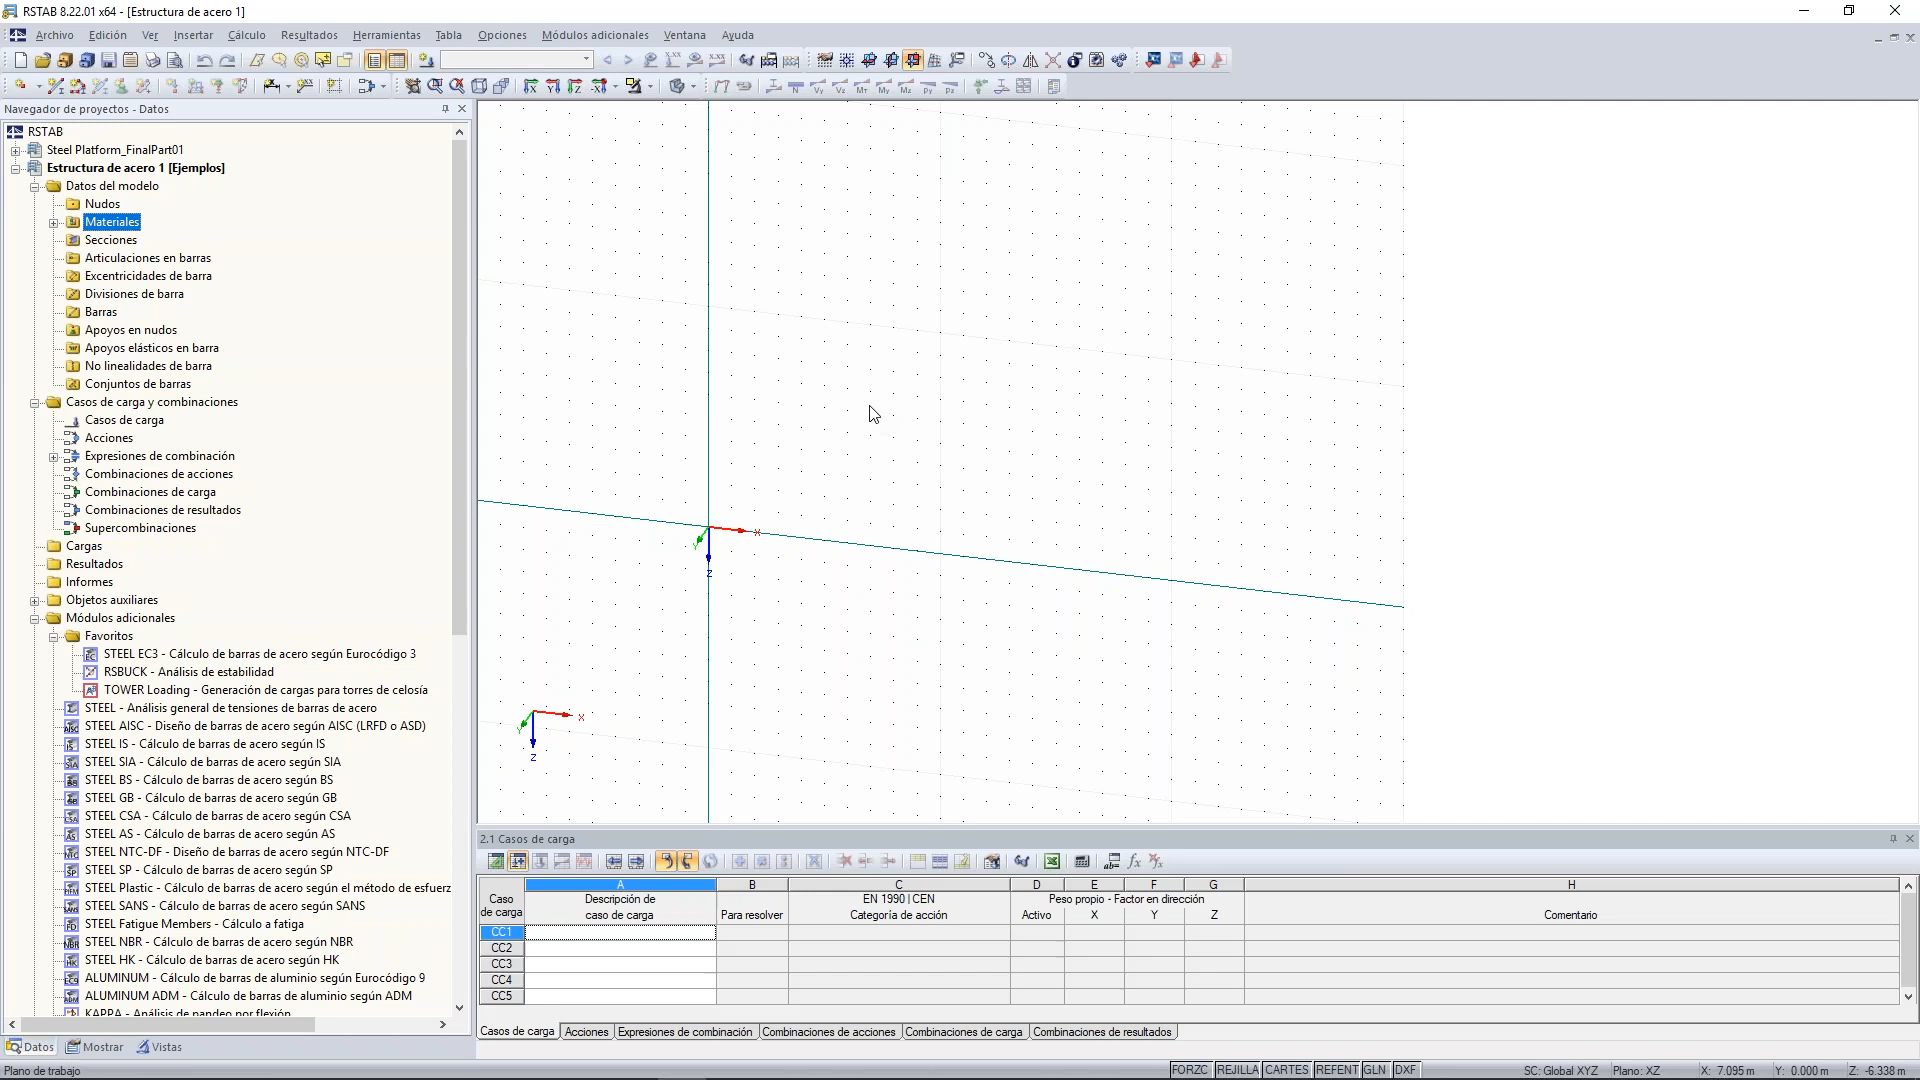 RSTAB 8.22.01 x64 - [Estructura de acero 1]
Archivo Edición Ver Insertar Cálculo Resultados Herramientas Tabla Opciones Módulos adicionales Ventana Ayuda
Navegador de proyectos - Datos
RSTAB
Steel Platform_FinalPart01
Estructura de acero 1 [Ejemplos]
Datos del modelo
Nudos
Materiales
Secciones
Articulaciones en barras
Excentricidades de barra
Divisiones de barra
Barras
Apoyos en nudos
Apoyos elásticos en barra
No linealidades de barra
Conjuntos de barras
Casos de carga y combinaciones
Casos de carga
Acciones
Expresiones de combinación
Combinaciones de acciones
Combinaciones de carga
Combinaciones de resultados
Supercombinaciones
Cargas
Resultados
Informes
Objetos auxiliares
Módulos adicionales
Favoritos
STEEL EC3 - Cálculo de barras de acero según Eurocódigo 3
RSBUCK - Análisis de estabilidad
TOWER Loading - Generación de cargas para torres de celosía
STEEL - Análisis general de tensiones de barras de acero
STEEL AISC - Diseño de barras de acero según AISC (LRFD o ASD)
STEEL IS - Cálculo de barras de acero según IS
STEEL SIA - Cálculo de barras de acero según SIA
STEEL BS - Cálculo de barras de acero según BS
STEEL GB - Cálculo de barras de acero según GB
STEEL CSA - Cálculo de barras de acero según CSA
STEEL AS - Cálculo de barras de acero según AS
STEEL NTC-DF - Diseño de barras de acero según NTC-DF
STEEL SP - Cálculo de barras de acero según SP
STEEL Plastic - Cálculo de barras de acero según el método de esfuerz
STEEL SANS - Cálculo de barras de acero según SANS
STEEL Fatigue Members - Cálculo a fatiga
STEEL NBR - Cálculo de barras de acero según NBR
STEEL HK - Cálculo de barras de acero según HK
ALUMINUM - Cálculo de barras de aluminio según Eurocódigo 9
ALUMINUM ADM - Cálculo de barras de aluminio según ADM
KAPPA - Análisis de pandeo por flexión
Datos Mostrar Vistas
X
Y
Z
X
Y
Z
2.1 Casos de carga
A B C D E F G H
Caso de carga
Descripción de caso de carga
Para resolver
EN 1990 | CEN
Categoría de acción
Peso propio - Factor en dirección
Activo X Y Z
Comentario
CC1
CC2
CC3
CC4
CC5
Casos de carga Acciones Expresiones de combinación Combinaciones de acciones Combinaciones de carga Combinaciones de resultados
Plano de trabajo
FORZC REJILLA CARTES REFENT GLN DXF SC: Global XYZ Plano: XZ X: 7.095 m Y: 0.000 m Z: -6.338 m